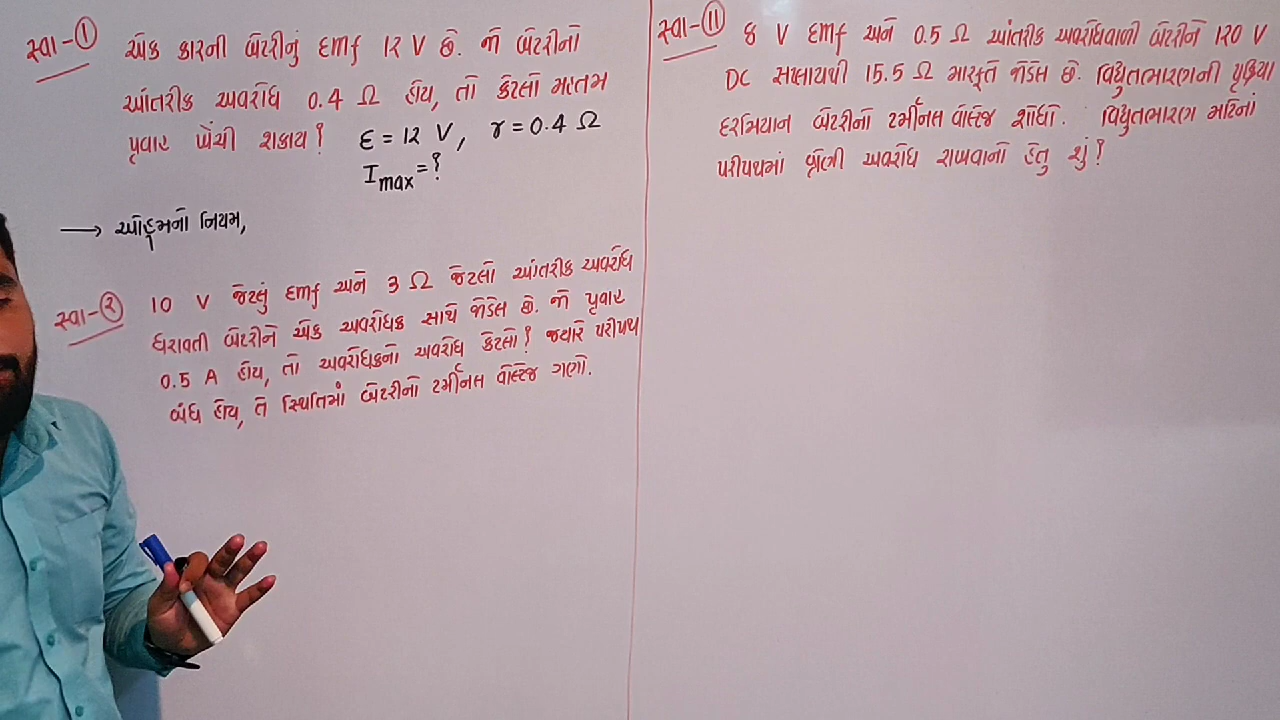 સ્વા-①
એક કારની બેટરીનું emf 12 V છે. જો બેટરીનો
આંતરીક અવરોધ 0.4 Ω હોય, તો કેટલો મહત્તમ
પ્રવાહ ખેંચી શકાય? ε = 12 V, r = 0.4 Ω
I max = ?
→ ઓહ્મનો નિયમ,
સ્વા-②
10 V જેટલું emf અને 3 Ω જેટલો આંતરીક અવરોધ
ધરાવતી બેટરીને એક અવરોધક સાથે જોડેલ છે. જો પ્રવાહ
0.5 A હોય, તો અવરોધકનો અવરોધ કેટલો? જ્યારે પરીપથ
બંધ હોય, તે સ્થિતિમાં બેટરીનો ટર્મીનલ વોલ્ટેજ ગણો.
સ્વા-⑪
8 V emf અને 0.5 Ω આંતરીક અવરોધવાળી બેટરીને 120 V
DC સપ્લાયથી 15.5 Ω મારફતે જોડેલ છે. વિદ્યુતભારણની પ્રક્રિયા
દરમિયાન બેટરીનો ટર્મીનલ વોલ્ટેજ શોધો. વિદ્યુતભારણ માટેનાં
પરીપથમાં શ્રેણી અવરોધ રાખવાનો હેતુ શું?